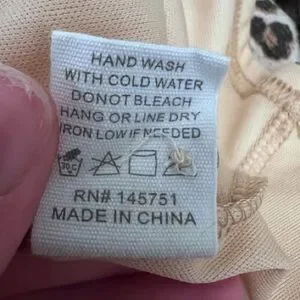 HAND WASH
WITH COLD WATER
DONOT BLEACH
HANG OR LINE DRY
IRON LOW IF NEEDED
30°C
RN# 145751
MADE IN CHINA